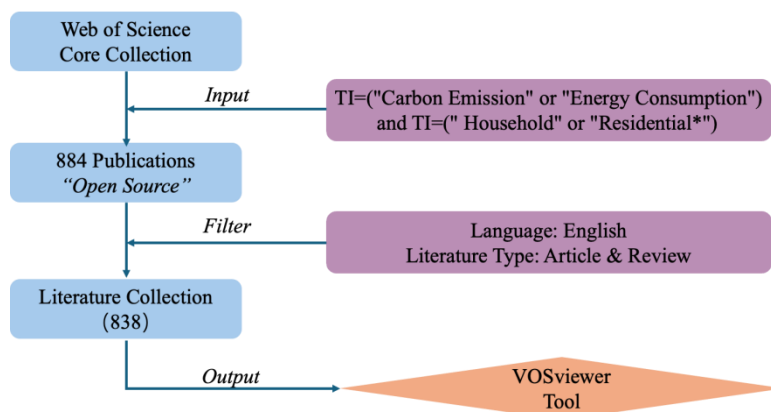 Web of Science
Core Collection
Input
TI=("Carbon Emission" or "Energy Consumption")
and TI=(" Household" or "Residential*")
884 Publications
“Open Source”
Filter
Language: English
Literature Type: Article & Review
Literature Collection
(838)
Output
VOSviewer
Tool